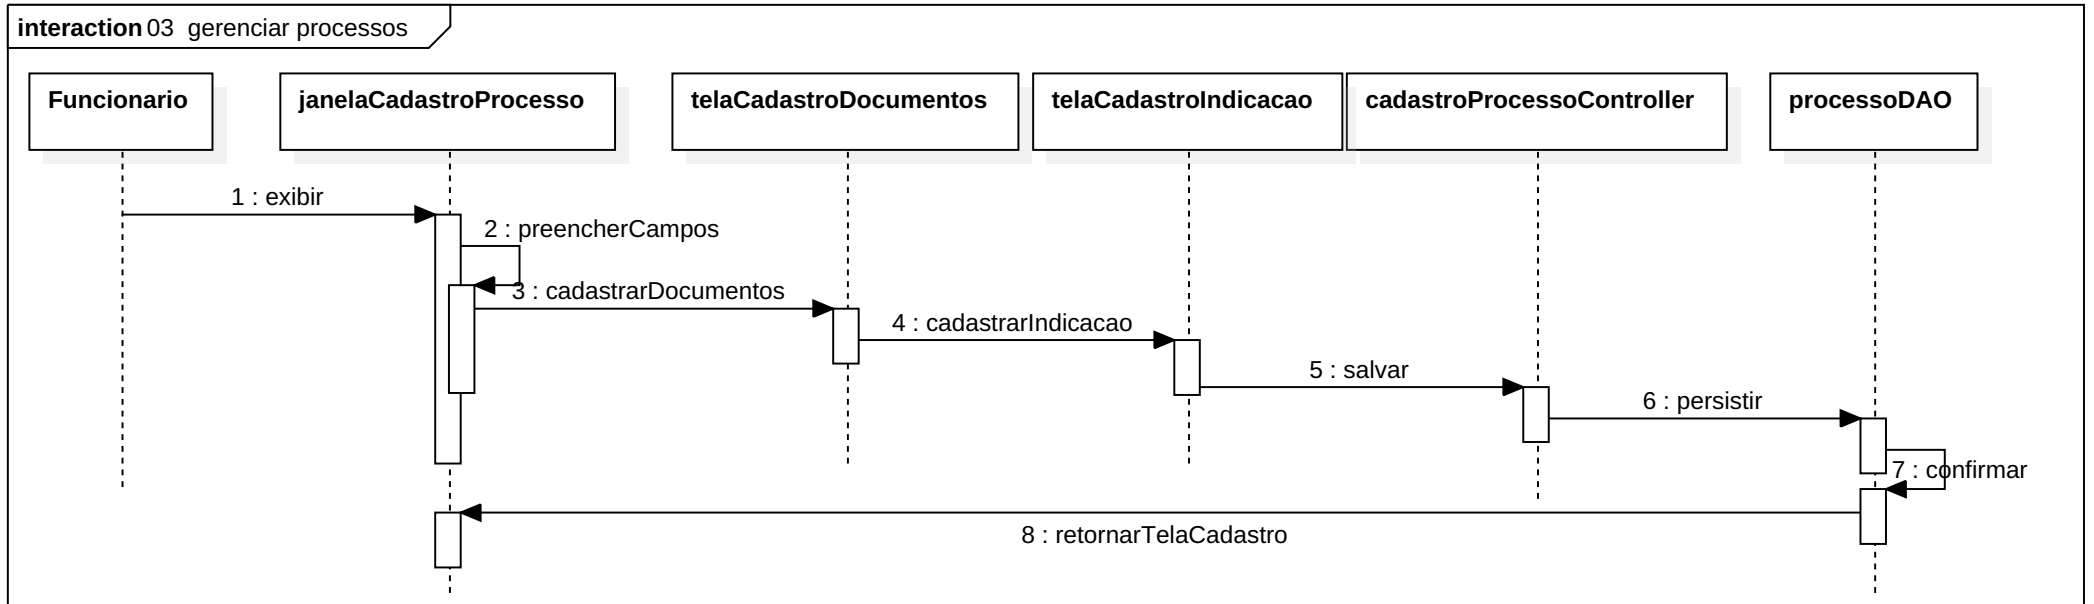 interaction 03 gerenciar processos
Funcionario
janelaCadastroProcesso
telaCadastroDocumentos
telaCadastroIndicacao
cadastroProcessoController
processoDAO
1 : exibir
2 : preencherCampos
3 : cadastrarDocumentos
4 : cadastrarIndicacao
5 : salvar
6 : persistir
7 : confirmar
8 : retornarTelaCadastro